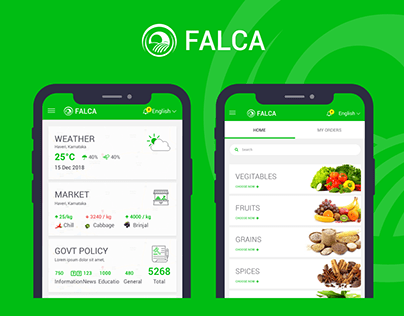 FALCA
FALCA
English
WEATHER
Haveri, Karnataka
25°C 40% 40%
15 Dec 2018
MARKET
Haveri, Karnataka
+ 25/kg + 3240 / kg + 4000 / kg
Chill Cabbage Brinjal
GOVT POLICY
Lorem ipsum dolor sit amet,
750 123 1000 480 5268
Information News Educatio General Total
FALCA
English
HOME MY ORDERS
Search
VEGITABLES
CHOOSE NOW
FRUITS
CHOOSE NOW
GRAINS
CHOOSE NOW
SPICES
CHOOSE NOW